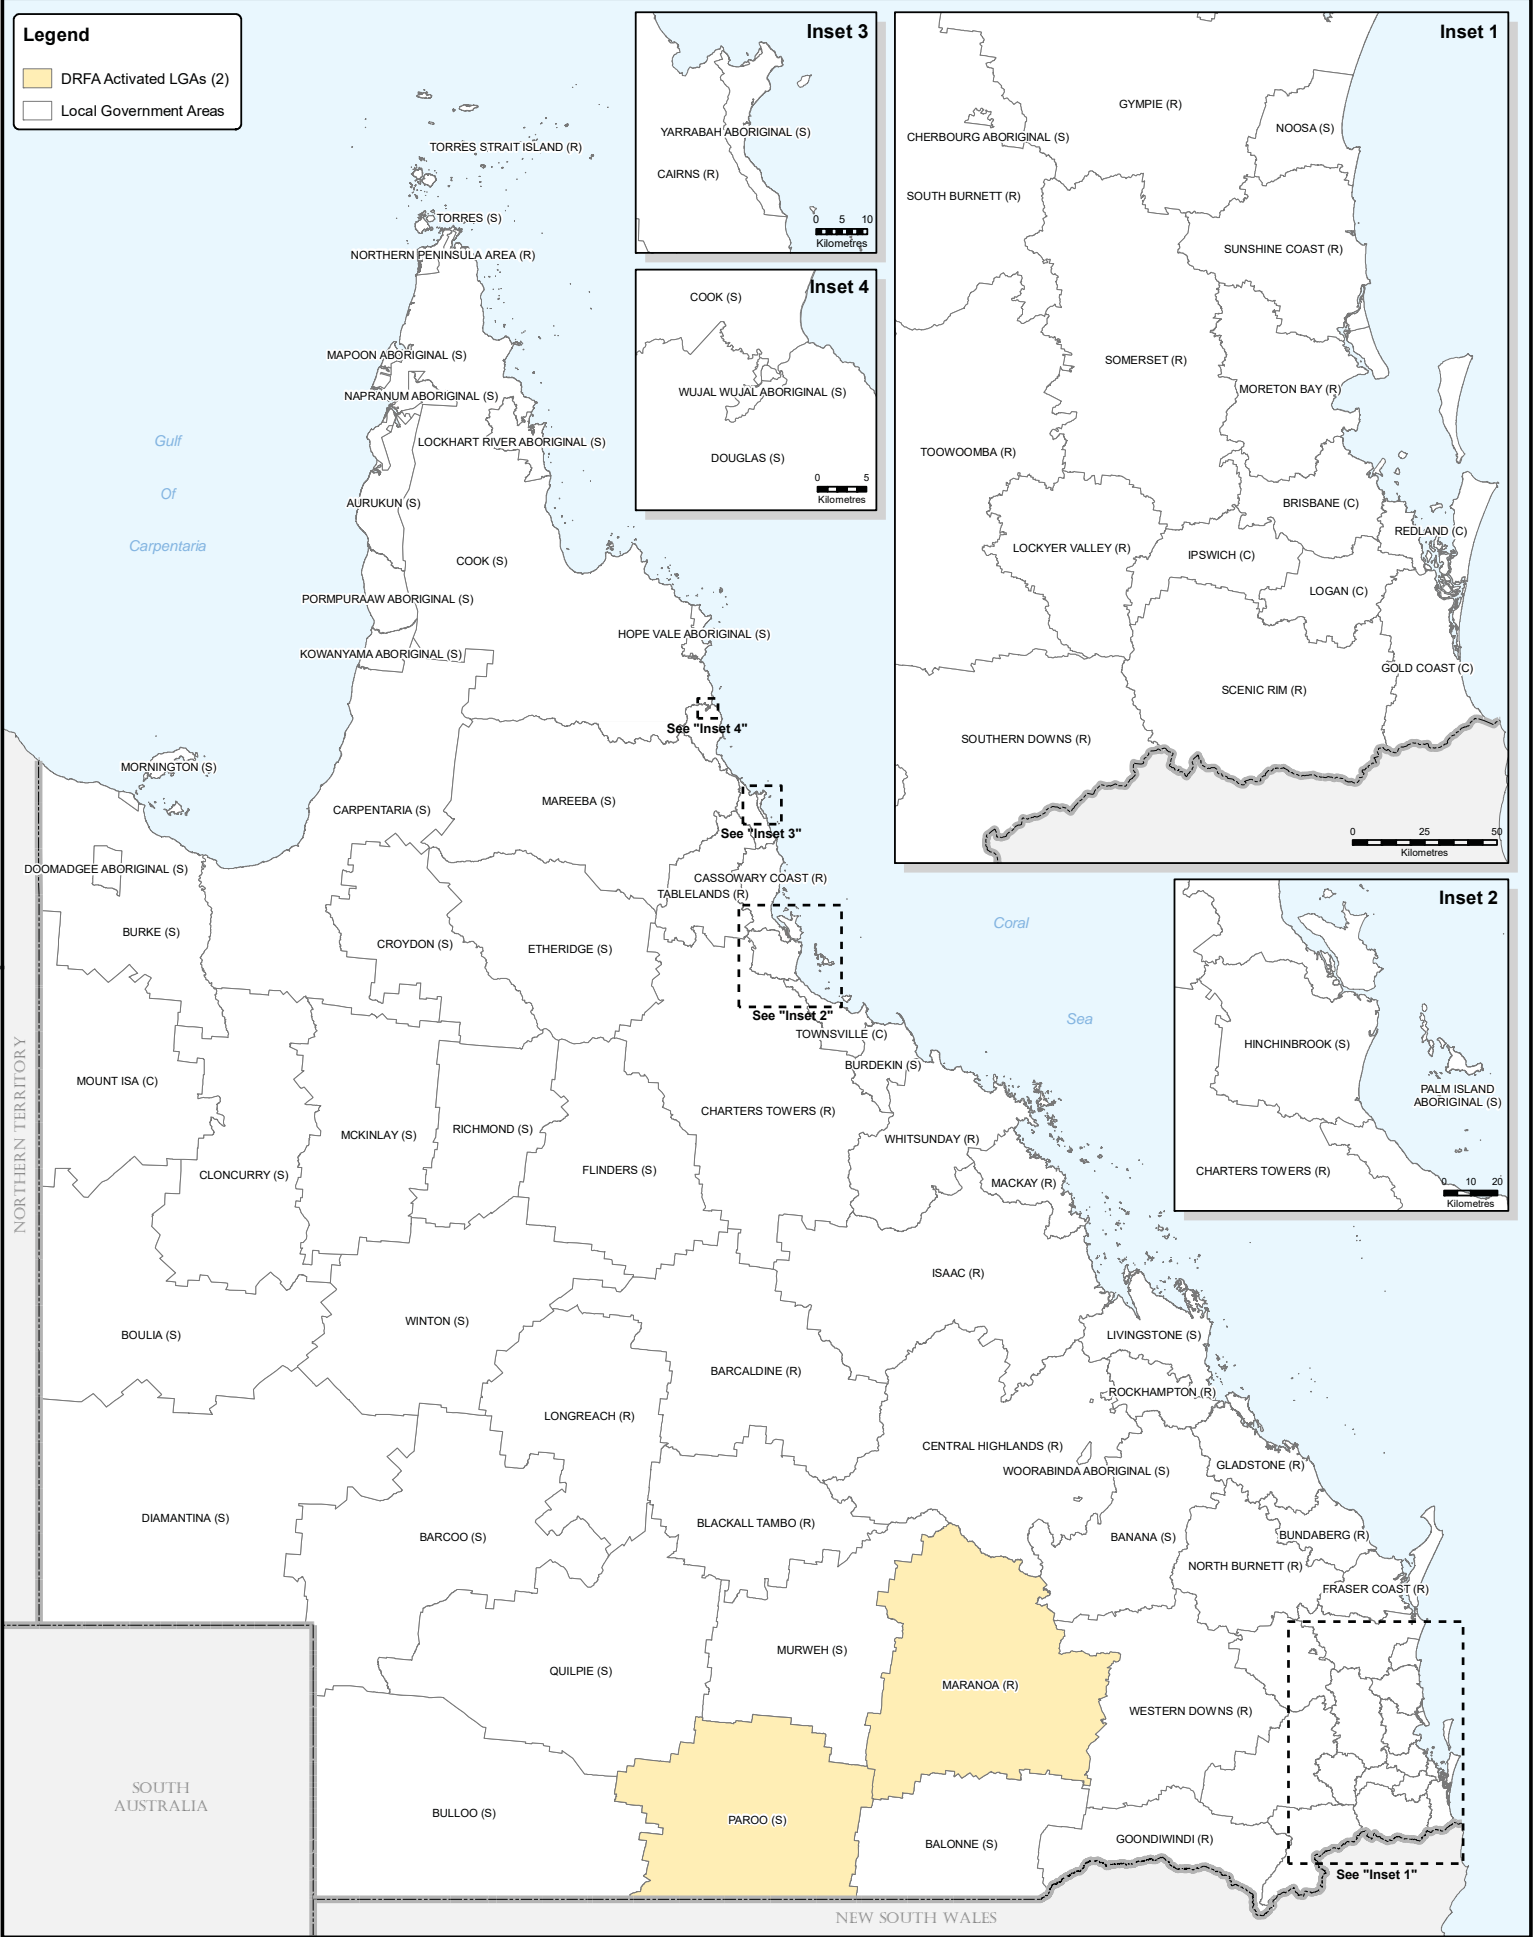 Legend
DRFA Activated LGAs (2)
Local Government Areas
Inset 3
YARRABAH ABORIGINAL (S)
CAIRNS (R)
0 5 10
Kilometres
Inset 4
COOK (S)
WUJAL WUJAL ABORIGINAL (S)
DOUGLAS (S)
0 5
Kilometres
Inset 1
GYMPIE (R)
NOOSA (S)
CHERBOURG ABORIGINAL (S)
SOUTH BURNETT (R)
SUNSHINE COAST (R)
SOMERSET (R)
MORETON BAY (R)
TOOWOOMBA (R)
BRISBANE (C)
REDLAND (C)
LOCKYER VALLEY (R)
IPSWICH (C)
LOGAN (C)
GOLD COAST (C)
SCENIC RIM (R)
SOUTHERN DOWNS (R)
0 25 50
Kilometres
Inset 2
HINCHINBROOK (S)
PALM ISLAND
ABORIGINAL (S)
CHARTERS TOWERS (R)
0 10 20
Kilometres
TORRES STRAIT ISLAND (R)
TORRES (S)
NORTHERN PENINSULA AREA (R)
MAPOON ABORIGINAL (S)
NAPRANUM ABORIGINAL (S)
LOCKHART RIVER ABORIGINAL (S)
Gulf
Of
Carpentaria
AURUKUN (S)
COOK (S)
PORMPURAAW ABORIGINAL (S)
HOPE VALE ABORIGINAL (S)
KOWANYAMA ABORIGINAL (S)
See "Inset 4"
MORNINGTON (S)
CARPENTARIA (S)
MAREEBA (S)
See "Inset 3"
DOOMADGEE ABORIGINAL (S)
CASSOWARY COAST (R)
TABLELANDS (R)
BURKE (S)
CROYDON (S)
ETHERIDGE (S)
Coral
Sea
See "Inset 2"
TOWNSVILLE (C)
BURDEKIN (S)
NORTHERN TERRITORY
MOUNT ISA (C)
CHARTERS TOWERS (R)
MCKINLAY (S)
RICHMOND (S)
WHITSUNDAY (R)
CLONCURRY (S)
FLINDERS (S)
MACKAY (R)
ISAAC (R)
BOULIA (S)
WINTON (S)
LIVINGSTONE (S)
BARCALDINE (R)
ROCKHAMPTON (R)
LONGREACH (R)
CENTRAL HIGHLANDS (R)
WOORABINDA ABORIGINAL (S)
GLADSTONE (R)
DIAMANTINA (S)
BARCOO (S)
BLACKALL TAMBO (R)
BANANA (S)
BUNDABERG (R)
NORTH BURNETT (R)
FRASER COAST (R)
MURWEH (S)
QUILPIE (S)
MARANOA (R)
WESTERN DOWNS (R)
SOUTH
AUSTRALIA
BULLOO (S)
PAROO (S)
BALONNE (S)
GOONDIWINDI (R)
See "Inset 1"
NEW SOUTH WALES